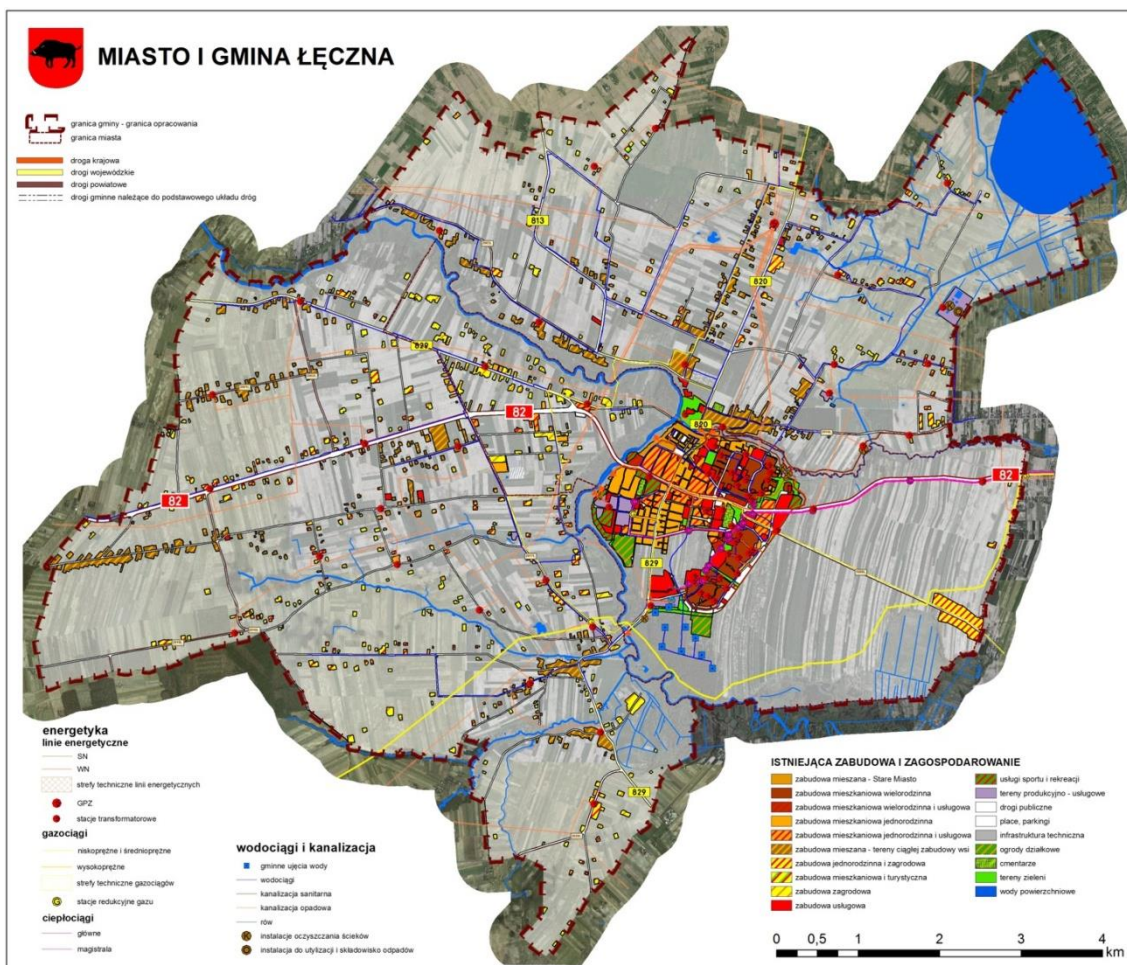 MIASTO I GMINA ŁĘCZNA
granica gminy - granica opracowania
granica miasta
droga krajowa
drogi wojewódzkie
drogi powiatowe
drogi gminne należące do podstawowego układu dróg
813
820
829
82
820
82
82
829
829
energetyka
linie energetyczne
SN
WN
strefy techniczne linii energetycznych
GPZ
stacje transformatorowe
gazociągi
niskoprężne i średnioprężne
wysokoprężne
strefy techniczne gazociągów
G stacje redukcyjne gazu
ciepłociągi
główne
magistrala
wodociągi i kanalizacja
gminne ujęcia wody
wodociągi
kanalizacja sanitarna
kanalizacja opadowa
rów
instalacje oczyszczania ścieków
instalacja do utylizacji i składowisko odpadów
ISTNIEJĄCA ZABUDOWA I ZAGOSPODAROWANIE
zabudowa mieszana - Stare Miasto
zabudowa mieszkaniowa wielorodzinna
zabudowa mieszkaniowa wielorodzinna i usługowa
zabudowa mieszkaniowa jednorodzinna
zabudowa mieszkaniowa jednorodzinna i usługowa
zabudowa mieszana - tereny ciągłej zabudowy wsi
zabudowa jednorodzinna i zagrodowa
zabudowa mieszkaniowa i turystyczna
zabudowa zagrodowa
zabudowa usługowa
usługi sportu i rekreacji
tereny produkcyjno - usługowe
drogi publiczne
place, parkingi
infrastruktura techniczna
ogrody działkowe
cmentarze
tereny zieleni
wody powierzchniowe
0 0,5 1 2 3 4
km